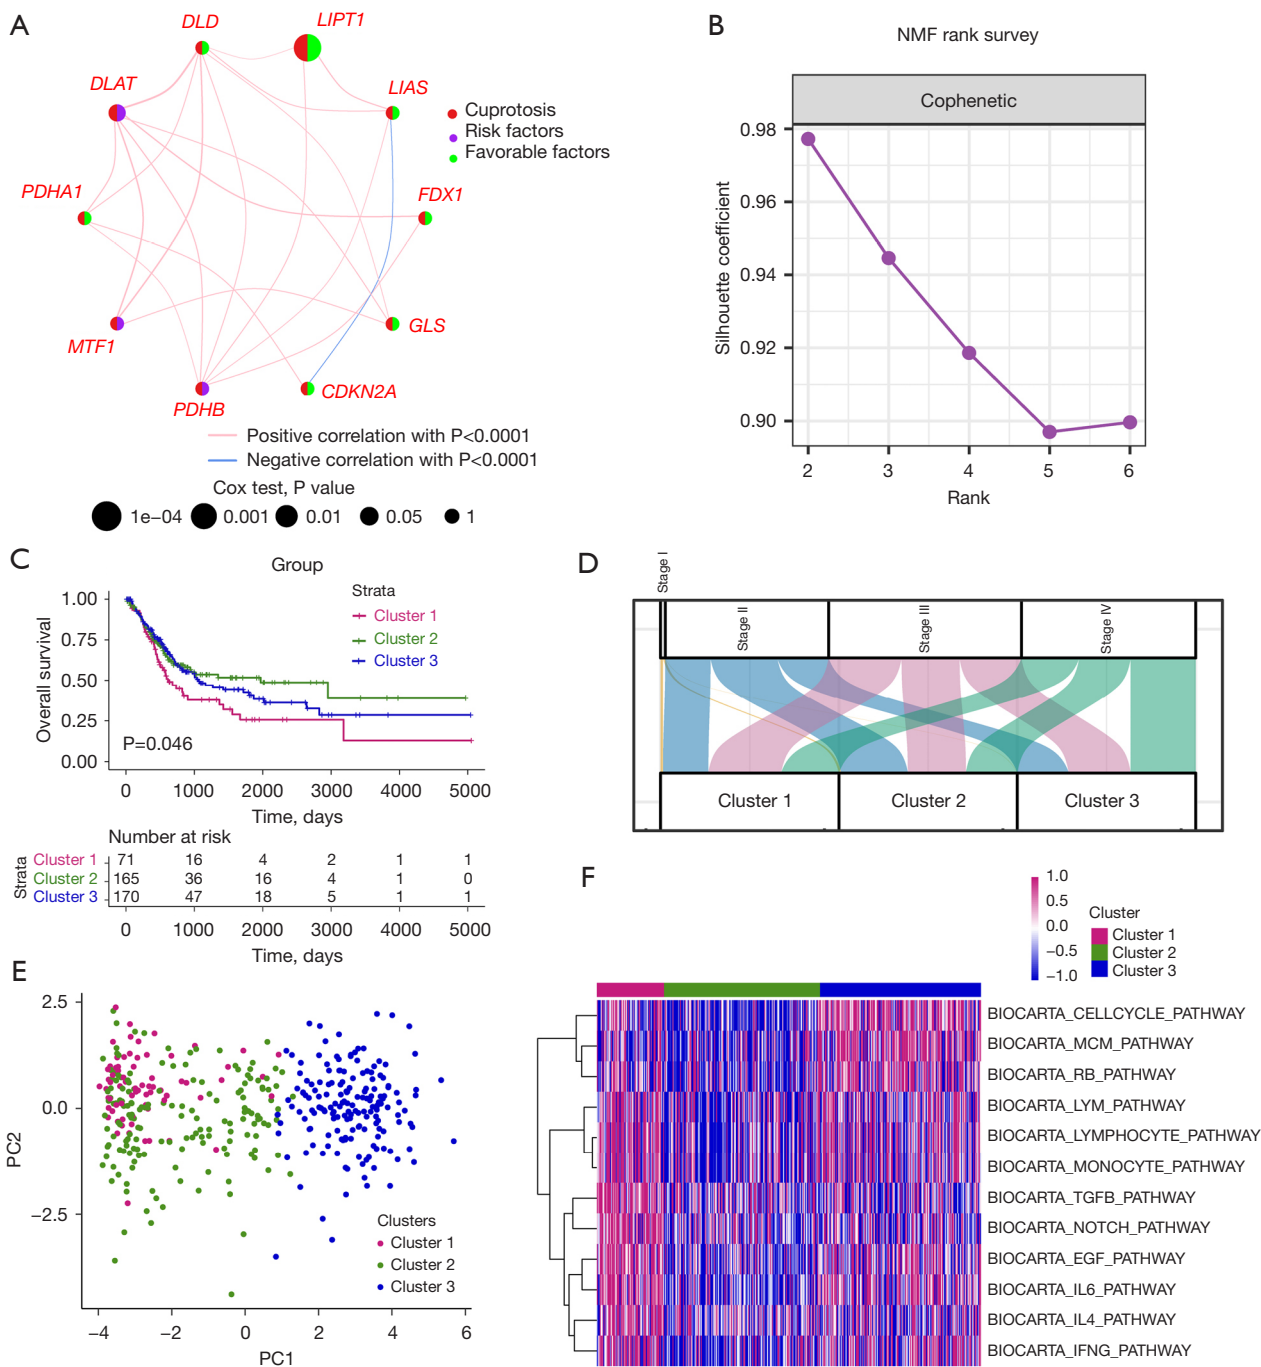 A
DLD
LIPT1
DLAT
LIAS
Cuprotosis
Risk factors
Favorable factors
PDHA1
FDX1
MTF1
GLS
PDHB
CDKN2A
Positive correlation with P<0.0001
Negative correlation with P<0.0001
Cox test, P value
1e−04 0.001 0.01 0.05 1
B
NMF rank survey
Cophenetic
Silhouette coefficient
0.98
0.96
0.94
0.92
0.90
2 3 4 5 6
Rank
C
Group
Strata
Cluster 1
Cluster 2
Cluster 3
Overall survival
1.00
0.75
0.50
0.25
0.00
P=0.046
0 1000 2000 3000 4000 5000
Time, days
Number at risk
Strata
Cluster 1 71 16 4 2 1 1
Cluster 2 165 36 16 4 1 0
Cluster 3 170 47 18 5 1 1
0 1000 2000 3000 4000 5000
Time, days
D
Stage I
Stage II
Stage III
Stage IV
Cluster 1
Cluster 2
Cluster 3
E
PC2
2.5
0.0
−2.5
Clusters
Cluster 1
Cluster 2
Cluster 3
−4 −2 0 2 4 6
PC1
F
1.0
0.5
0.0
−0.5
−1.0
Cluster
Cluster 1
Cluster 2
Cluster 3
BIOCARTA_CELLCYCLE_PATHWAY
BIOCARTA_MCM_PATHWAY
BIOCARTA_RB_PATHWAY
BIOCARTA_LYM_PATHWAY
BIOCARTA_LYMPHOCYTE_PATHWAY
BIOCARTA_MONOCYTE_PATHWAY
BIOCARTA_TGFB_PATHWAY
BIOCARTA_NOTCH_PATHWAY
BIOCARTA_EGF_PATHWAY
BIOCARTA_IL6_PATHWAY
BIOCARTA_IL4_PATHWAY
BIOCARTA_IFNG_PATHWAY